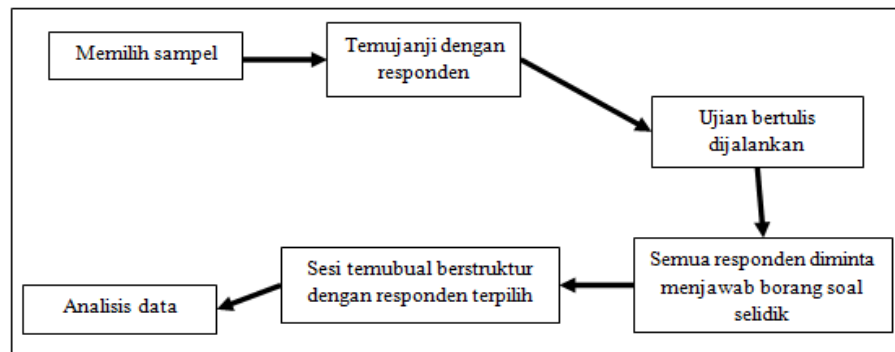 Memilih sampel
Temujanji dengan
responden
Ujian bertulis
dijalankan
Semua responden diminta
menjawab borang soal
selidik
Sesi temubual berstruktur
dengan responden terpilih
Analisis data